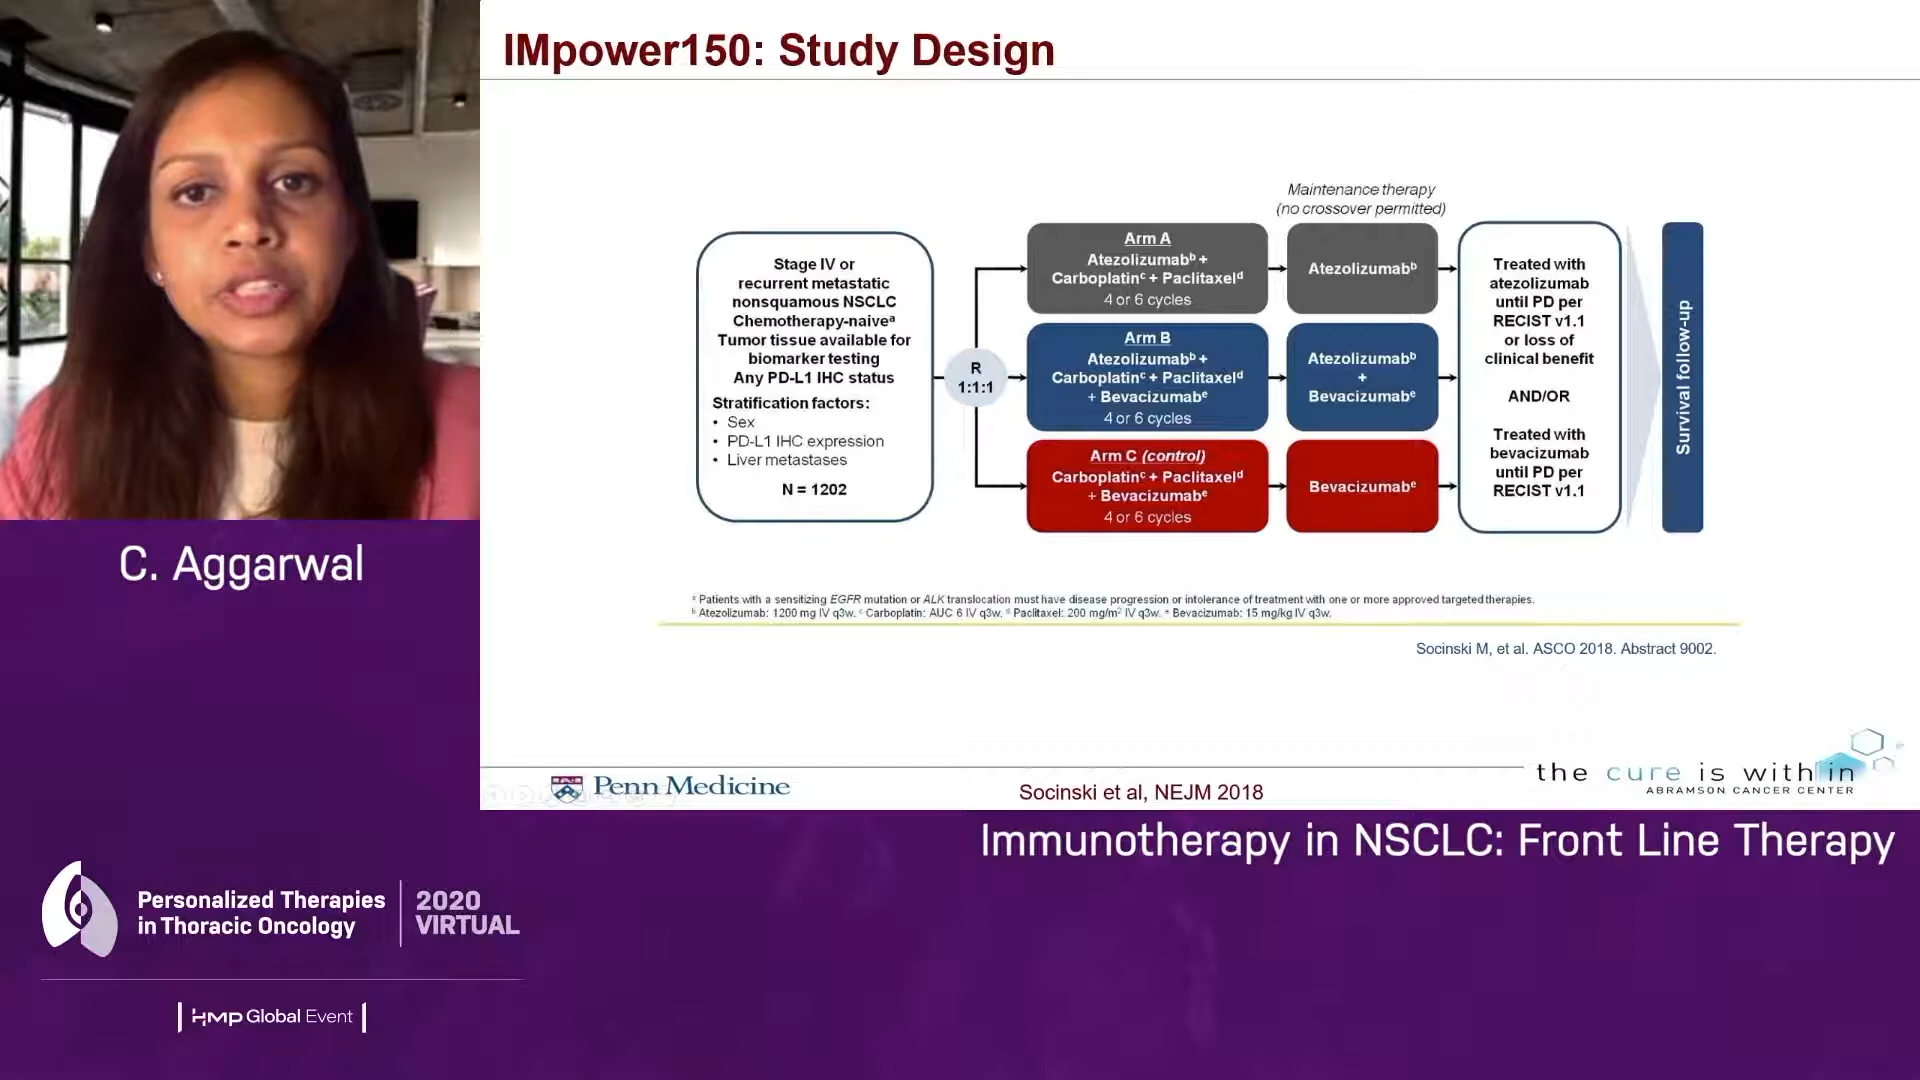 IMpower150: Study Design
Maintenance therapy
(no crossover permitted)
Stage IV or
recurrent metastatic
nonsquamous NSCLC
Chemotherapy-naiveᵃ
Tumor tissue available for
biomarker testing
Any PD-L1 IHC status
Stratification factors:
• Sex
• PD-L1 IHC expression
• Liver metastases
N = 1202
R
1:1:1
Arm A
Atezolizumabᵇ +
Carboplatinᶜ + Paclitaxelᵈ
4 or 6 cycles
Atezolizumabᵇ
Arm B
Atezolizumabᵇ +
Carboplatinᶜ + Paclitaxelᵈ
+ Bevacizumabᵉ
4 or 6 cycles
Atezolizumabᵇ
+
Bevacizumabᵉ
Arm C (control)
Carboplatinᶜ + Paclitaxelᵈ
+ Bevacizumabᵉ
4 or 6 cycles
Bevacizumabᵉ
Treated with
atezolizumab
until PD per
RECIST v1.1
or loss of
clinical benefit
AND/OR
Treated with
bevacizumab
until PD per
RECIST v1.1
Survival follow-up
ᵃ Patients with a sensitizing EGFR mutation or ALK translocation must have disease progression or intolerance of treatment with one or more approved targeted therapies.
ᵇ Atezolizumab: 1200 mg IV q3w. ᶜ Carboplatin: AUC 6 IV q3w. ᵈ Paclitaxel: 200 mg/m² IV q3w. ᵉ Bevacizumab: 15 mg/kg IV q3w.
Socinski M, et al. ASCO 2018. Abstract 9002.
Penn Medicine
Socinski et al, NEJM 2018
the cure is within
ABRAMSON CANCER CENTER
C. Aggarwal
Immunotherapy in NSCLC: Front Line Therapy
Personalized Therapies
in Thoracic Oncology
2020
VIRTUAL
HMP Global Event